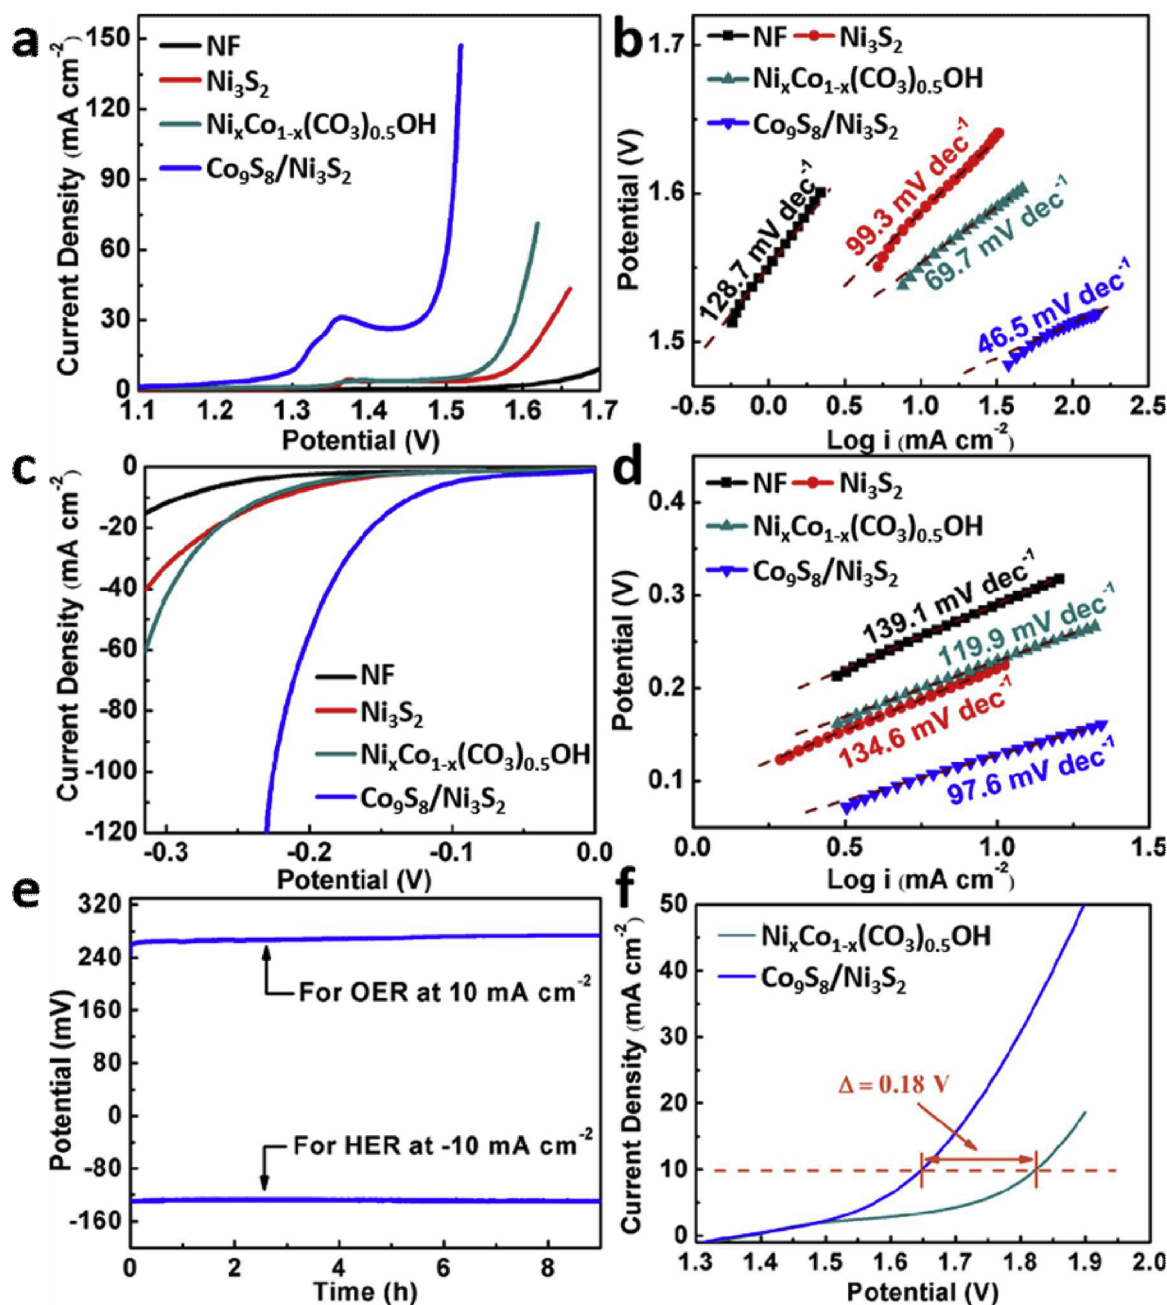 a
Current Density (mA cm⁻²)
150
120
90
60
30
0
NF
Ni₃S₂
NiₓCo₁₋ₓ(CO₃)₀.₅OH
Co₉S₈/Ni₃S₂
1.1 1.2 1.3 1.4 1.5 1.6 1.7
Potential (V)
b
Potential (V)
1.7
1.6
1.5
NF Ni₃S₂
NiₓCo₁₋ₓ(CO₃)₀.₅OH
Co₉S₈/Ni₃S₂
128.7 mV dec⁻¹
99.3 mV dec⁻¹
69.7 mV dec⁻¹
46.5 mV dec⁻¹
-0.5 0.0 0.5 1.0 1.5 2.0 2.5
Log i (mA cm⁻²)
c
Current Density (mA cm⁻²)
0
-20
-40
-60
-80
-100
-120
NF
Ni₃S₂
NiₓCo₁₋ₓ(CO₃)₀.₅OH
Co₉S₈/Ni₃S₂
-0.3 -0.2 -0.1 0.0
Potential (V)
d
Potential (V)
0.4
0.3
0.2
0.1
NF Ni₃S₂
NiₓCo₁₋ₓ(CO₃)₀.₅OH
Co₉S₈/Ni₃S₂
139.1 mV dec⁻¹
119.9 mV dec⁻¹
134.6 mV dec⁻¹
97.6 mV dec⁻¹
0.0 0.5 1.0 1.5
Log i (mA cm⁻²)
e
Potential (mV)
320
240
160
80
0
-80
-160
For OER at 10 mA cm⁻²
For HER at -10 mA cm⁻²
0 2 4 6 8
Time (h)
f
Current Density (mA cm⁻²)
50
40
30
20
10
0
NiₓCo₁₋ₓ(CO₃)₀.₅OH
Co₉S₈/Ni₃S₂
Δ = 0.18 V
1.3 1.4 1.5 1.6 1.7 1.8 1.9 2.0
Potential (V)